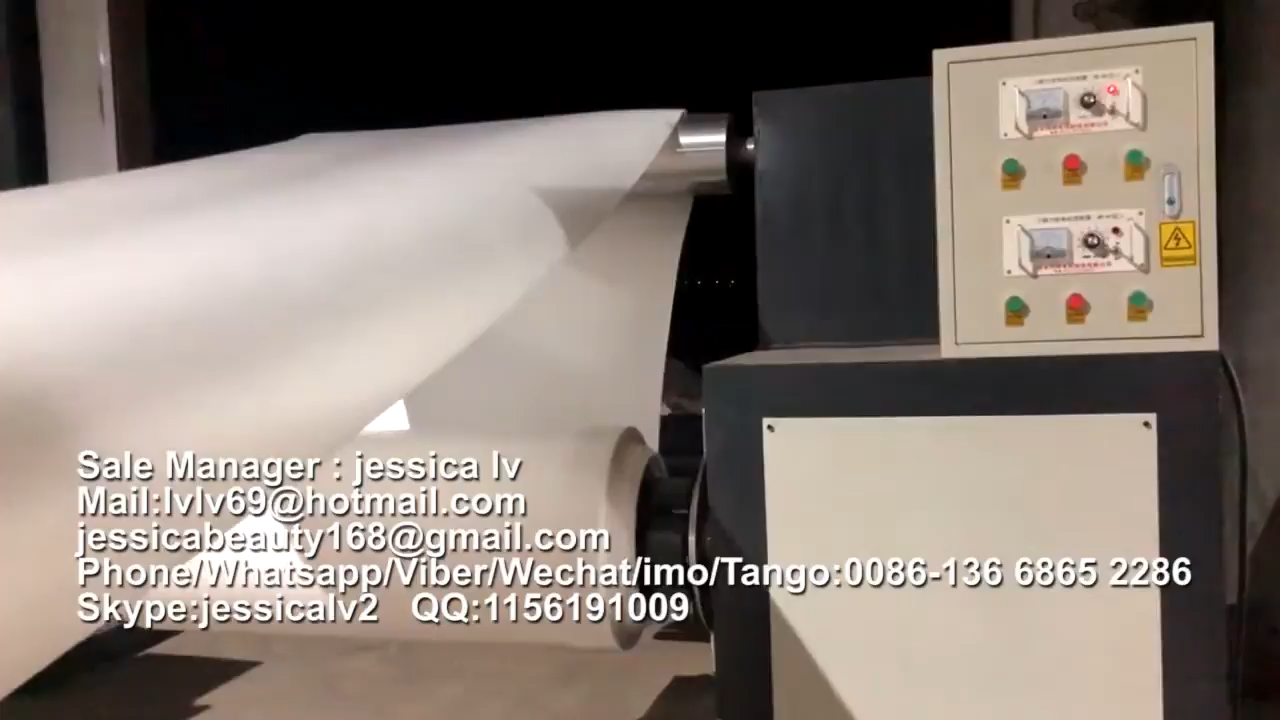 Sale Manager : jessica lv
Mail:lvlv69@hotmail.com
jessicabeauty168@gmail.com
Phone/Whatsapp/Viber/Wechat/imo/Tango:0086-136 6865 2286
Skype:jessicalv2 QQ:1156191009